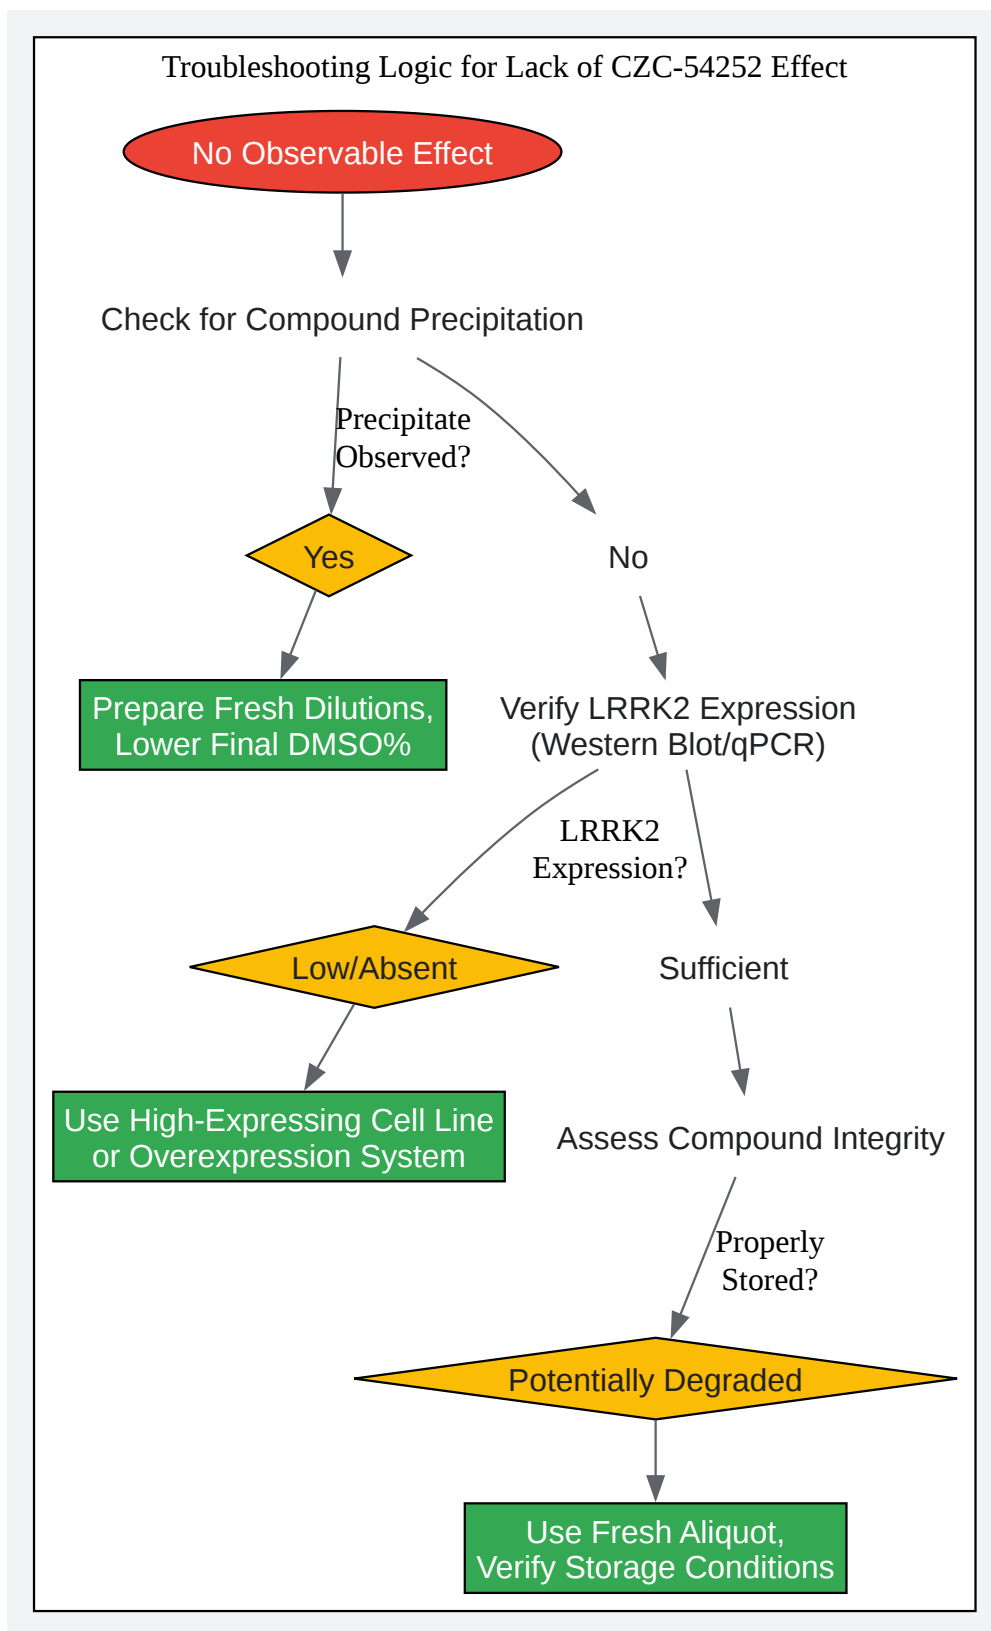 Troubleshooting Logic for Lack of CZC-54252 Effect
No Observable Effect
Check for Compound Precipitation
Precipitate
Observed?
Yes
No
Prepare Fresh Dilutions,
Lower Final DMSO%
Verify LRRK2 Expression
(Western Blot/qPCR)
LRRK2
Expression?
Low/Absent
Sufficient
Use High-Expressing Cell Line
or Overexpression System
Assess Compound Integrity
Properly
Stored?
Potentially Degraded
Use Fresh Aliquot,
Verify Storage Conditions